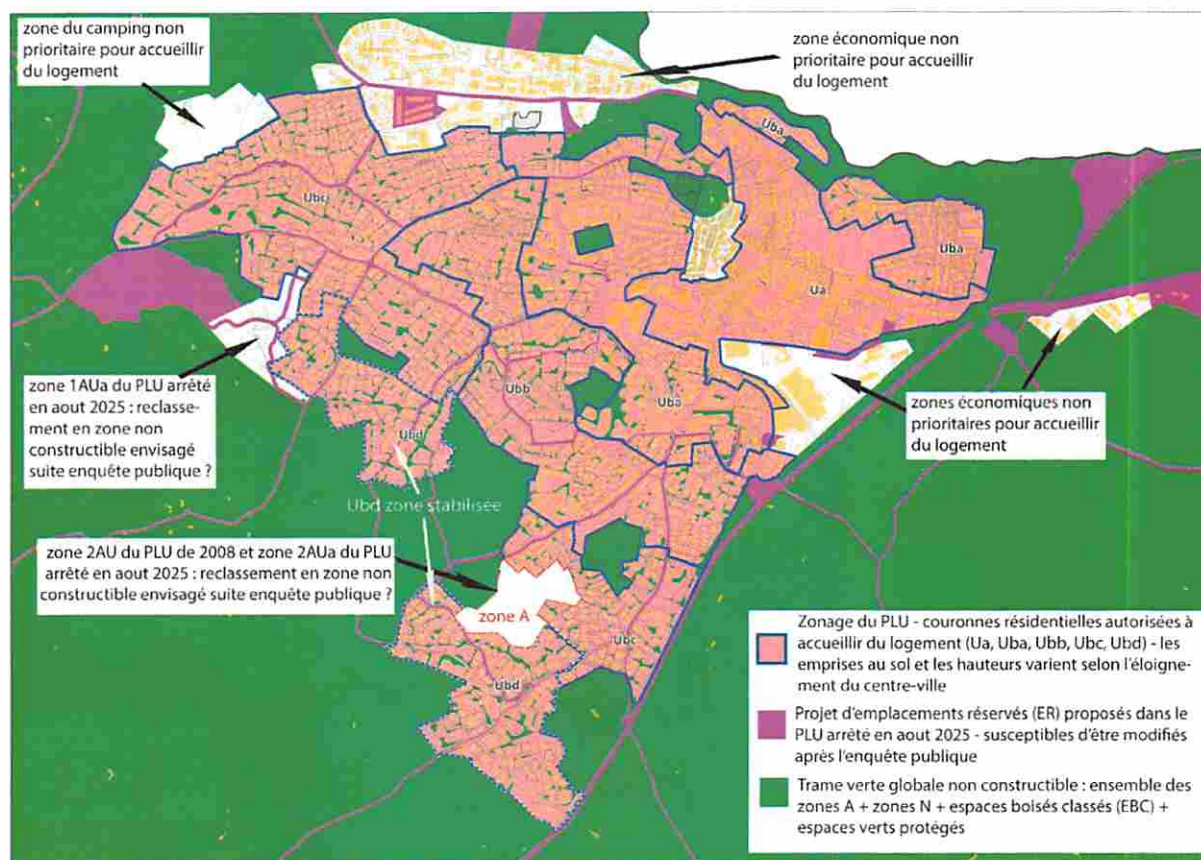 zone du camping non
prioritaire pour accueillir
du logement
zone économique non
prioritaire pour accueillir
du logement
Uba
Ubc
Uba
Ua
zone 1AUa du PLU arrêté
en aout 2025 : reclasse-
ment en zone non
constructible envisagé
suite enquête publique ?
Ubb
Uba
zones économiques non
prioritaires pour accueillir
du logement
Ubd
Ubd zone stabilisée
zone 2AU du PLU de 2008 et zone 2AUa du PLU
arrêté en aout 2025 : reclassement en zone non
constructible envisagé suite enquête publique ?
zone A
Ubc
Ubd
Zonage du PLU - couronnes résidentielles autorisées à
accueillir du logement (Ua, Uba, Ubb, Ubc, Ubd) - les
emprises au sol et les hauteurs varient selon l'éloigne-
ment du centre-ville
Projet d'emplacements réservés (ER) proposés dans le
PLU arrêté en aout 2025 - susceptibles d'être modifiés
après l'enquête publique
Trame verte globale non constructible : ensemble des
zones A + zones N + espaces boisés classés (EBC) +
espaces verts protégés